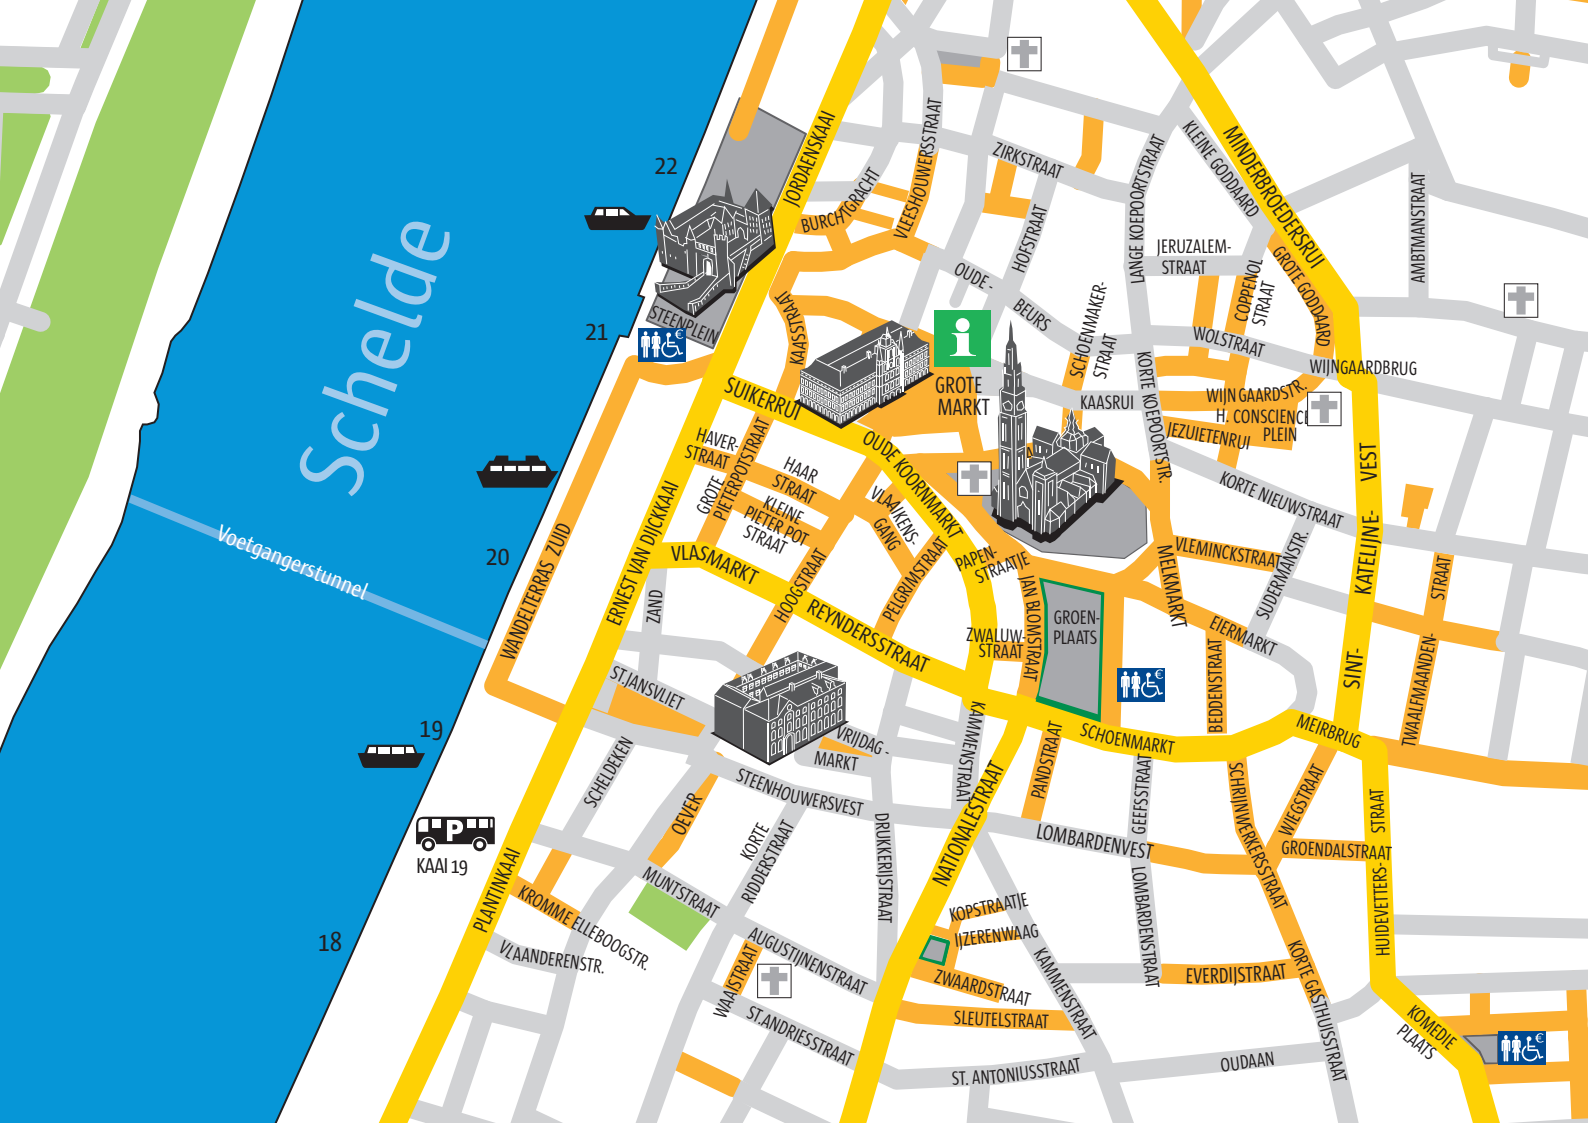 Schelde
Voetgangerstunnel
22
21
20
19
18
P
KAAI 19
i
GROTE
MARKT
GROEN-
PLAATS
STEENPLEIN
JORDAENSKAAI
BURCHTGRACHT
VLEESHOUWERSSTRAAT
ZIRKSTRAAT
HOFSTRAAT
OUDE-
BEURS
LANGE KOEPOORTSTRAAT
KLEINE GODDAARD
MINDERBROEDERSRUI
JERUZALEM-
STRAAT
COPPENOL
STRAAT
GROTE GODDAARD
AMBTMANSTRAAT
WOLSTRAAT
WIJNGAARDBRUG
WIJNGAARDSTR.
H. CONSCIENCE
PLEIN
JEZUIETENRUI
KORTE KOEPOORTSTR.
SCHOENMAKER-
STRAAT
KAASRUI
KAASSTRAAT
SUIKERRUI
OUDE KOORNMARKT
HAVER-
STRAAT
GROTE
PIETERPOTSTRAAT
HAAR
STRAAT
KLEINE
PIETER POT
STRAAT
VLAAIKENS-
GANG
PAPEN-
STRAATJE
PELGRIMSTRAAT
HOOGSTRAAT
VLASMARKT
REYNDERSSTRAAT
ERNEST VAN DIJCKKAAI
WANDELTERRAS ZUID
ZAND
ST.JANSVLIET
ZWALUW-
STRAAT
JAN BLOMSTRAAT
MELKMARKT
VLEMINCKSTRAAT
KORTE NIEUWSTRAAT
SUDERMANSTR.
EIERMARKT
BEDDENSTRAAT
SINT-
KATELIJNE-
VEST
TWAALFMAANDEN-
STRAAT
MEIRBRUG
SCHOENMARKT
KAMMENSTRAAT
PANDSTRAAT
NATIONALESTRAAT
VRIJDAG-
MARKT
STEENHOUWERSVEST
SCHELDEKEN
OEVER
KORTE
RIDDERSTRAAT
DRUKKERIJSTRAAT
MUNTSTRAAT
PLANTINKAAI
KROMME ELLEBOOGSTR.
VLAANDERENSTR.
AUGUSTIJNENSTRAAT
WAAISTRAAT
ST.ANDRIESSTRAAT
LOMBARDENVEST
GEEFSSTRAAT
LOMBARDENSTRAAT
SCHRIJNWERKERSSTRAAT
WIEGSTRAAT
GROENDALSTRAAT
HUIDEVETTERS-
STRAAT
KOPSTRAATJE
IJZERENWAAG
ZWAARDSTRAAT
SLEUTELSTRAAT
KAMMENSTRAAT
EVERDIJSTRAAT
KORTE GASTHUISSTRAAT
ST. ANTONIUSSTRAAT
OUDAAN
KOMEDIE
PLAATS
€
€
€